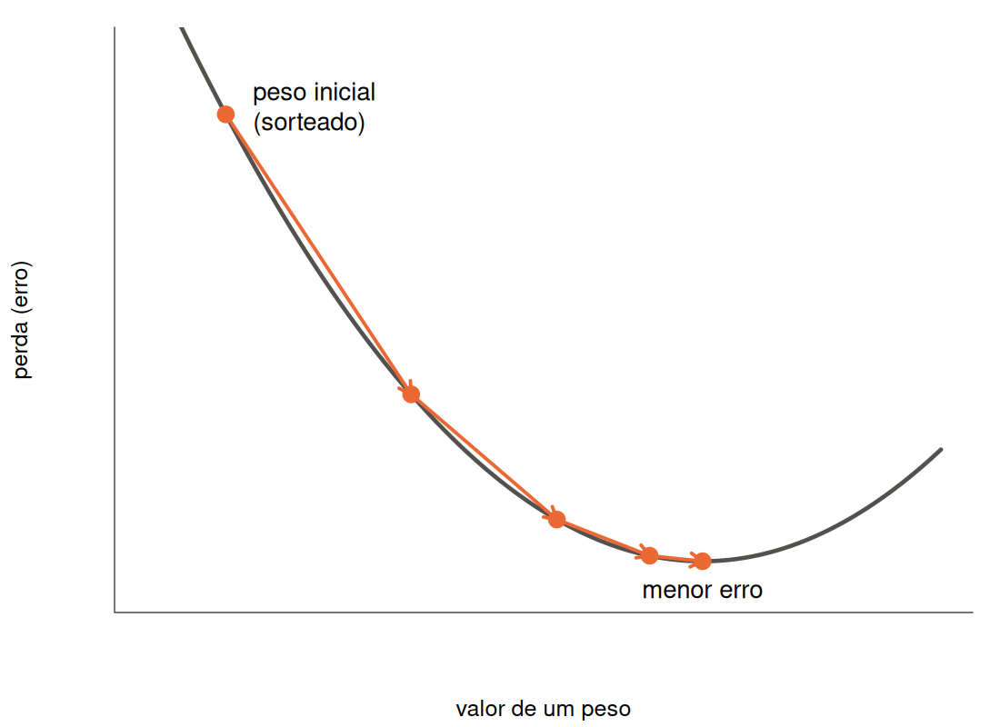 peso inicial
(sorteado)
perda (erro)
menor erro
valor de um peso